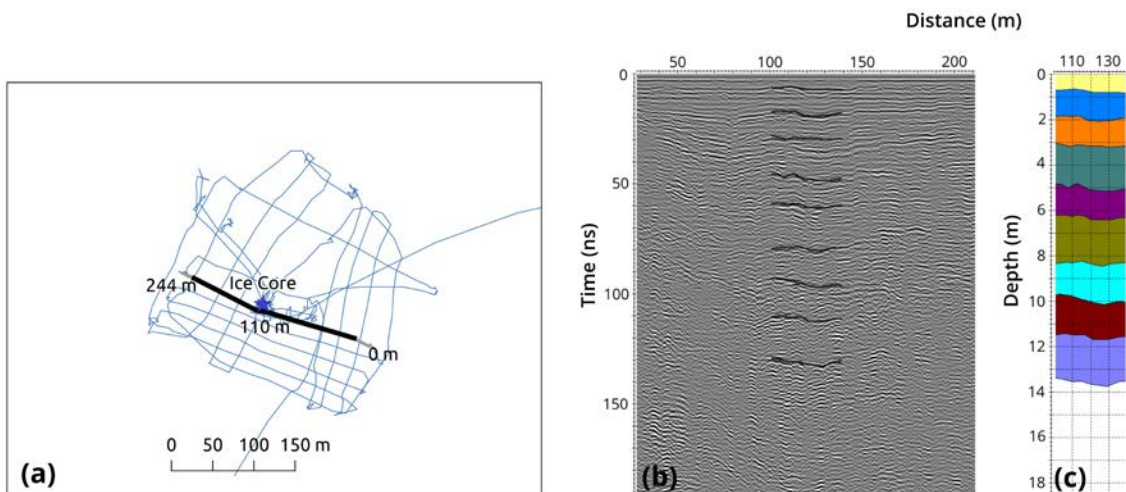 Ice Core
244 m
110 m
0 m
0 50 100 150 m
(a)
Distance (m)
50 100 150 200
Time (ns)
0
50
100
150
(b)
110 130
Depth (m)
0
2
4
6
8
10
12
14
16
18
(c)